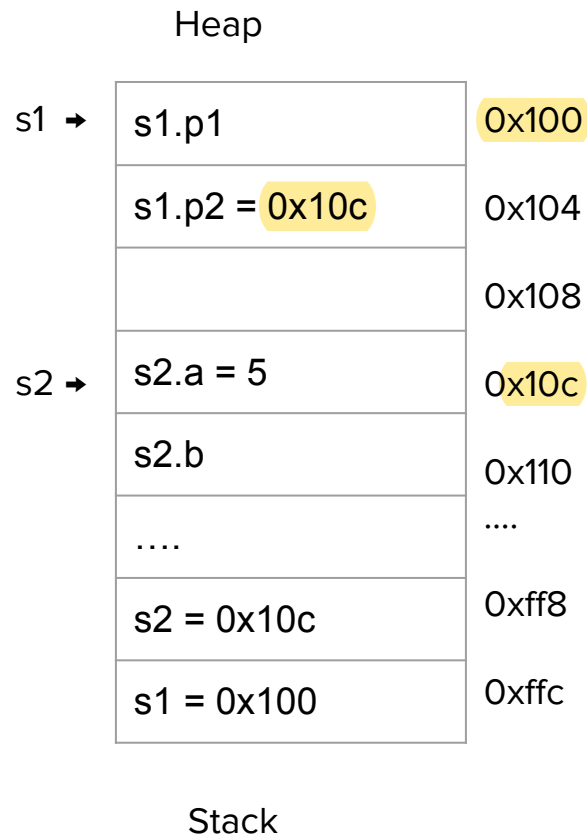 Heap
s1 → s1.p1 0x100
s1.p2 = 0x10c 0x104
0x108
s2 → s2.a = 5 0x10c
s2.b 0x110
.... ....
s2 = 0x10c 0xff8
s1 = 0x100 0xffc
Stack